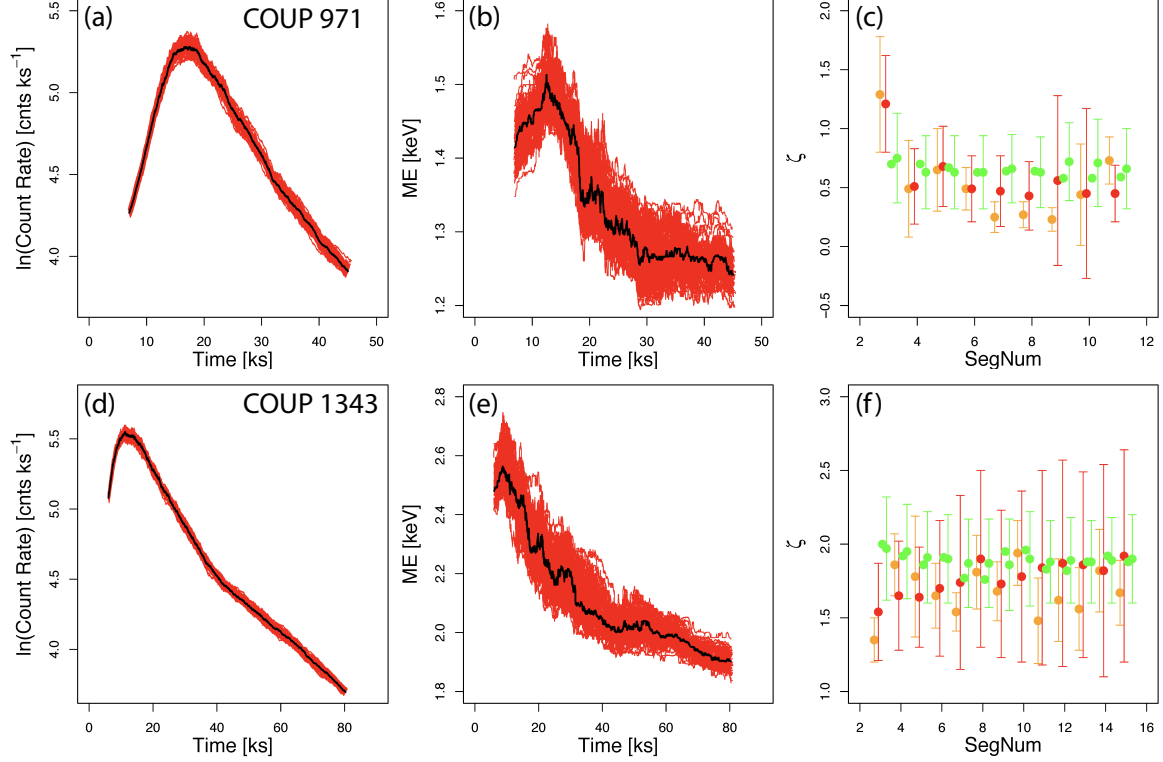 (a) COUP 971
ln(Count Rate) [cnts ks⁻¹]
4.0 4.5 5.0 5.5
0 10 20 30 40 50
Time [ks]
(b)
ME [keV]
1.2 1.3 1.4 1.5 1.6
0 10 20 30 40 50
Time [ks]
(c)
ζ
−0.5 0.0 0.5 1.0 1.5 2.0
2 4 6 8 10 12
SegNum
(d) COUP 1343
ln(Count Rate) [cnts ks⁻¹]
4.0 4.5 5.0 5.5
0 20 40 60 80
Time [ks]
(e)
ME [keV]
1.8 2.0 2.2 2.4 2.6 2.8
0 20 40 60 80
Time [ks]
(f)
ζ
1.0 1.5 2.0 2.5 3.0
2 4 6 8 10 12 14 16
SegNum